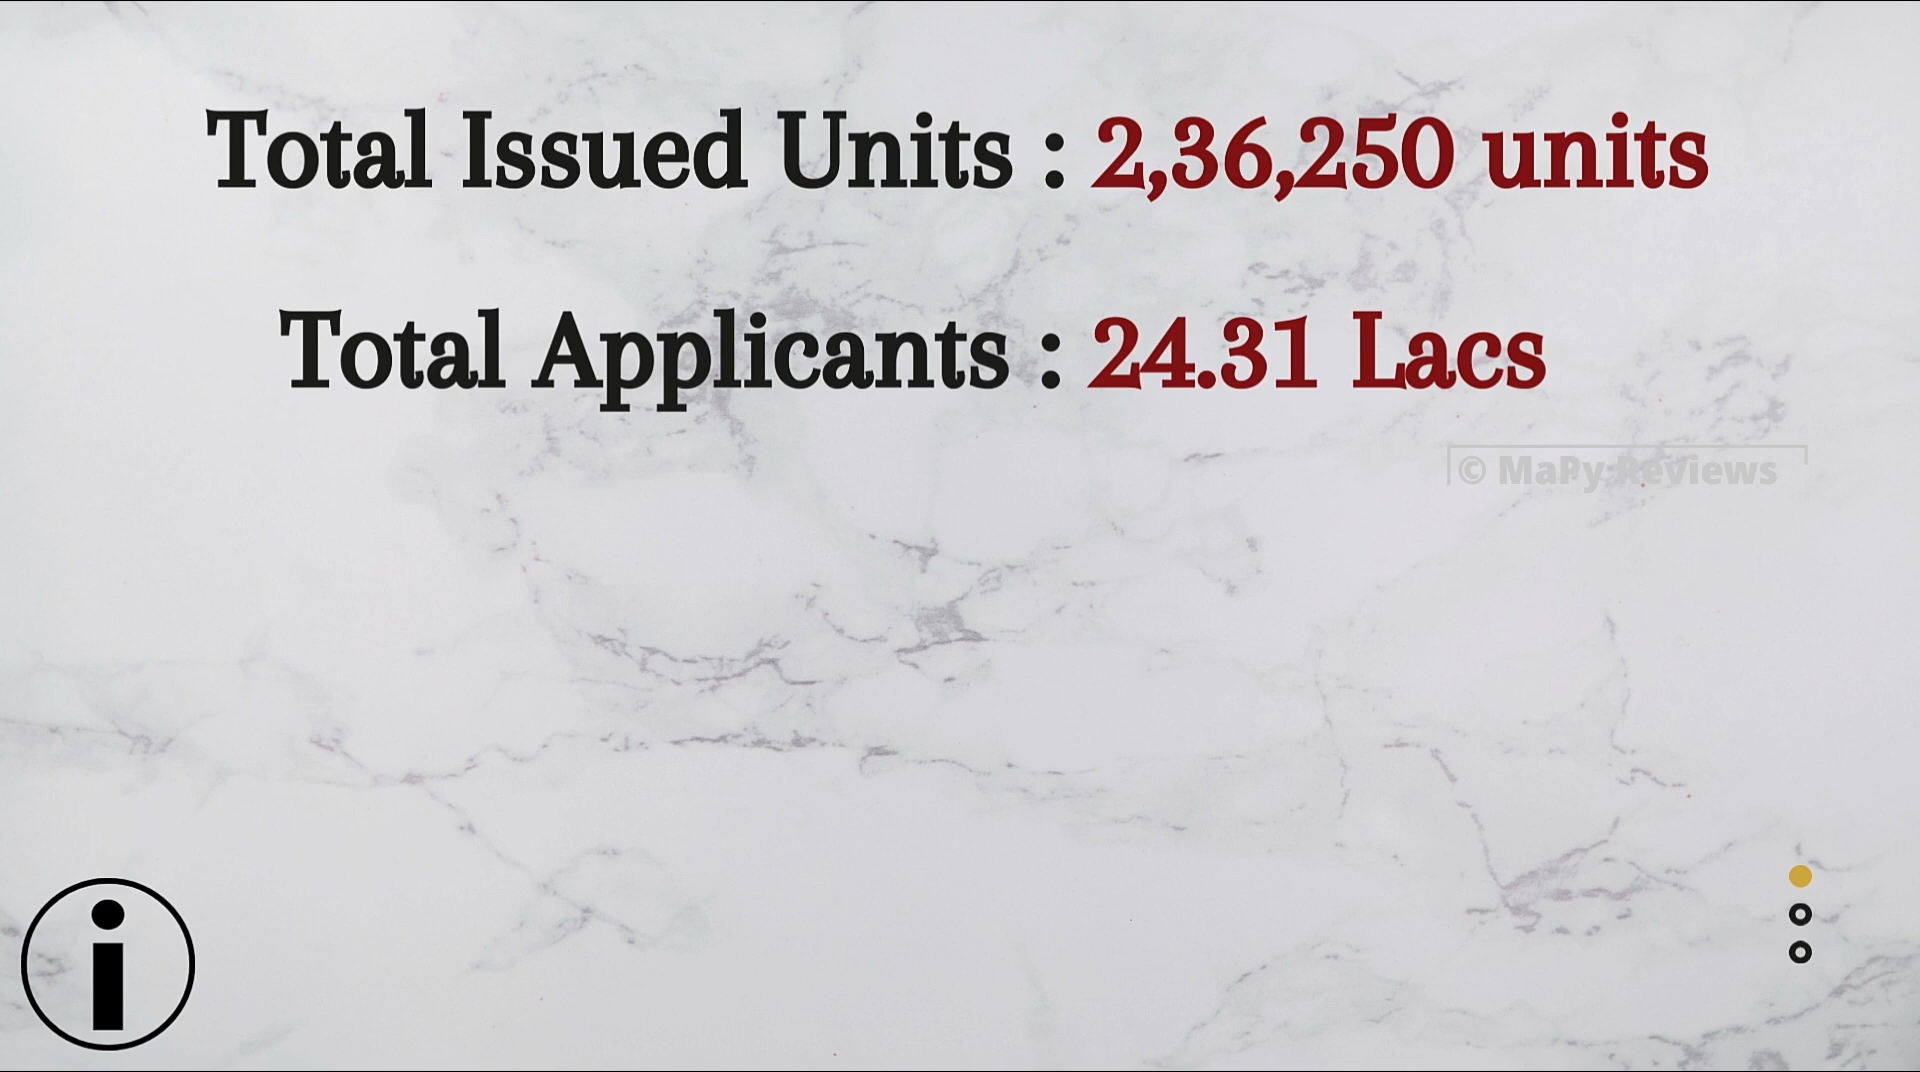 Total Issued Units : 2,36,250 units
Total Applicants : 24.31 Lacs
© MaPy Reviews
i